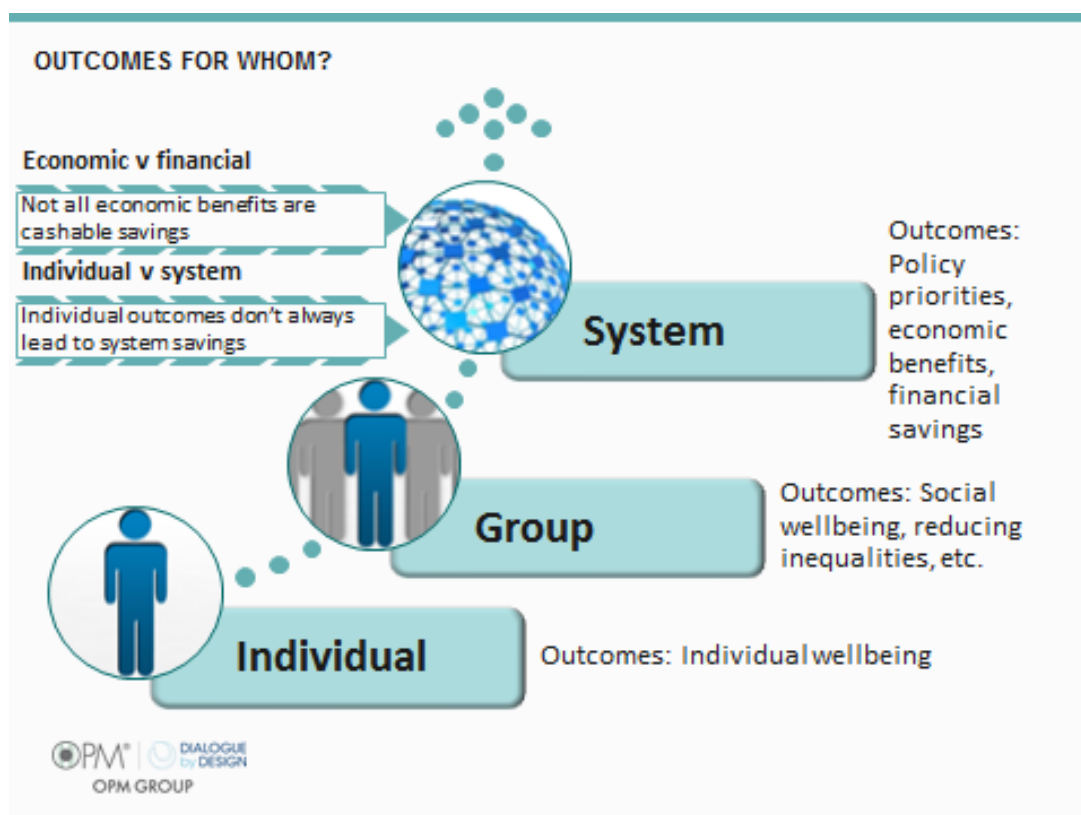 OUTCOMES FOR WHOM?
Economic v financial
Not all economic benefits are
cashable savings
Individual v system
Individual outcomes don't always
lead to system savings
System
Outcomes:
Policy
priorities,
economic
benefits,
financial
savings
Group
Outcomes: Social
wellbeing, reducing
inequalities, etc.
Individual
Outcomes: Individual wellbeing
OPM®
DIALOGUE
by DESIGN
OPM GROUP